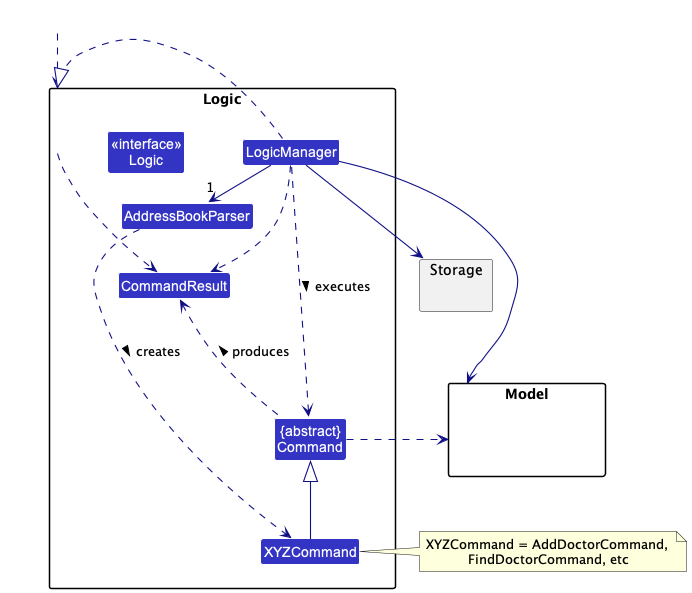 Logic
«interface»
Logic
LogicManager
1
AddressBookParser
CommandResult
Storage
executes
creates
produces
Model
{abstract}
Command
XYZCommand
XYZCommand = AddDoctorCommand,
FindDoctorCommand, etc